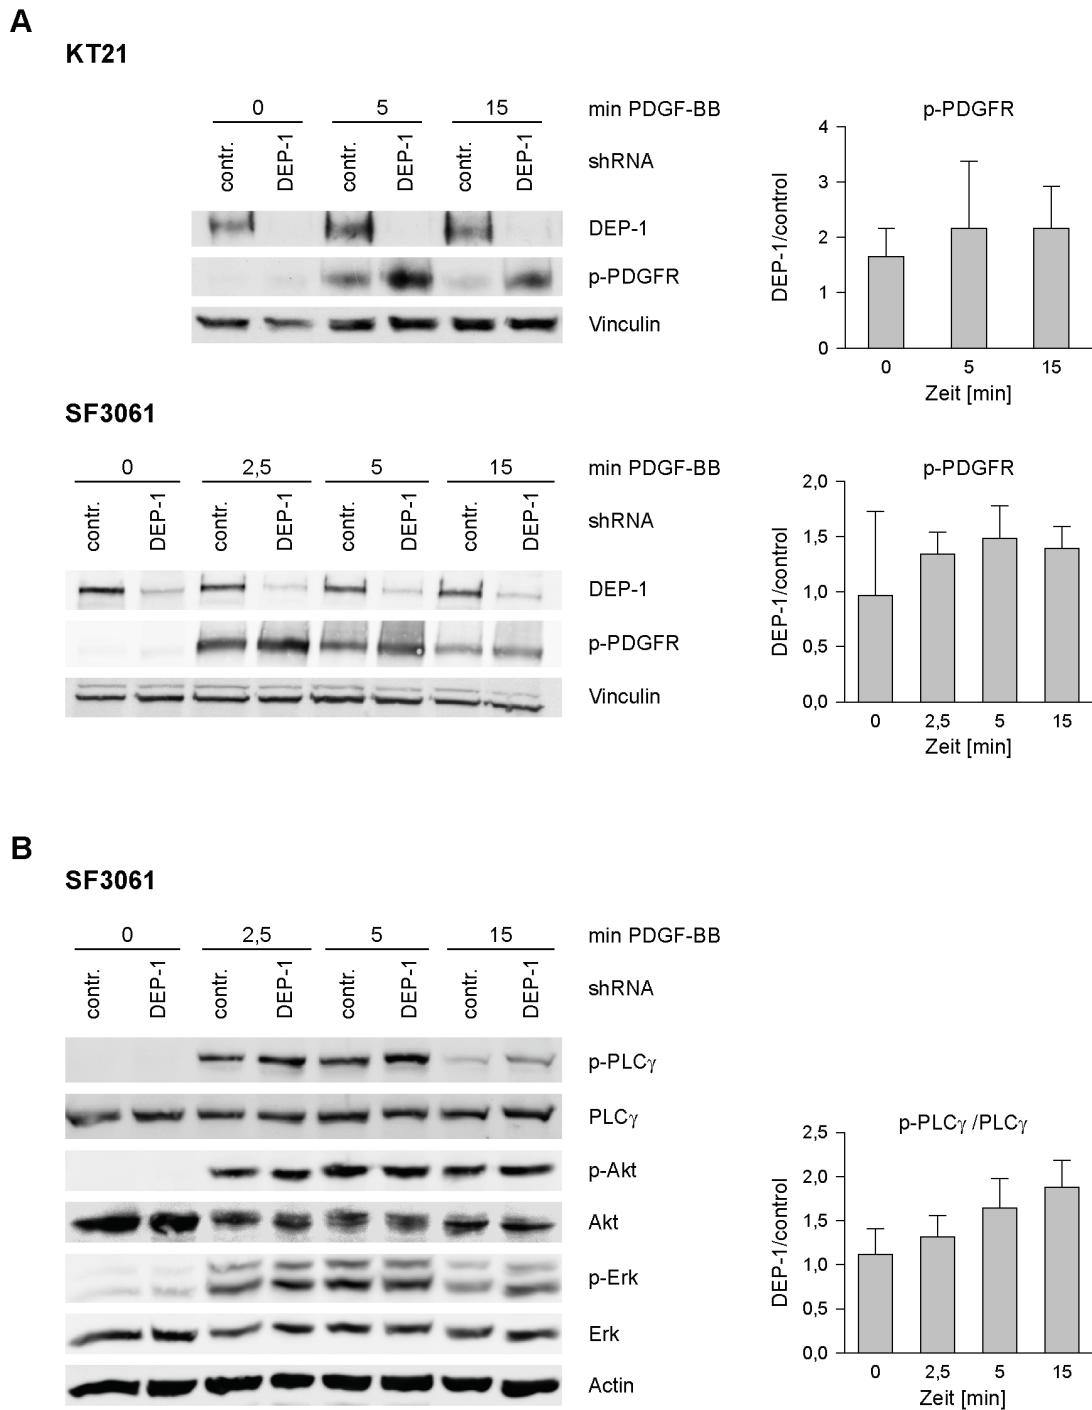 A
KT21
0 5 15 min PDGF-BB
contr. DEP-1 contr. DEP-1 contr. DEP-1 shRNA
DEP-1
p-PDGFR
Vinculin
p-PDGFR
4
3
2
1
0
DEP-1/control
0 5 15
Zeit [min]
SF3061
0 2,5 5 15 min PDGF-BB
contr. DEP-1 contr. DEP-1 contr. DEP-1 contr. DEP-1 shRNA
DEP-1
p-PDGFR
Vinculin
p-PDGFR
2,0
1,5
1,0
0,5
0,0
DEP-1/control
0 2,5 5 15
Zeit [min]
B
SF3061
0 2,5 5 15 min PDGF-BB
contr. DEP-1 contr. DEP-1 contr. DEP-1 contr. DEP-1 shRNA
p-PLCγ
PLCγ
p-Akt
Akt
p-Erk
Erk
Actin
p-PLCγ /PLCγ
2,5
2,0
1,5
1,0
0,5
0,0
DEP-1/control
0 2,5 5 15
Zeit [min]